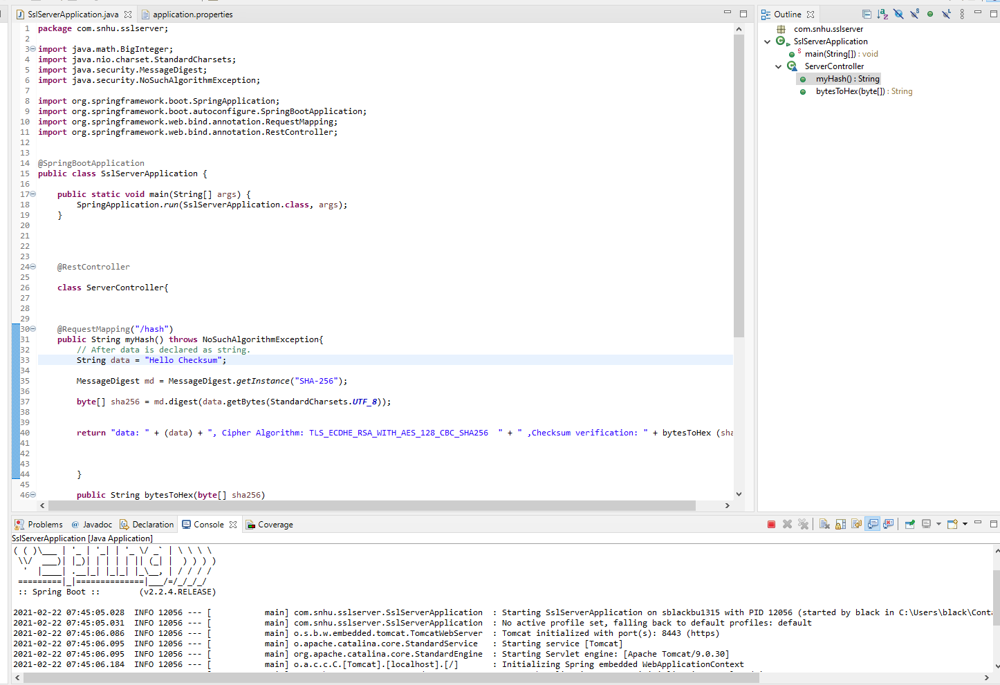 SslServerApplication.java application.properties
1 package com.snhu.sslserver;
2
3 import java.math.BigInteger;
4 import java.nio.charset.StandardCharsets;
5 import java.security.MessageDigest;
6 import java.security.NoSuchAlgorithmException;
7
8 import org.springframework.boot.SpringApplication;
9 import org.springframework.boot.autoconfigure.SpringBootApplication;
10 import org.springframework.web.bind.annotation.RequestMapping;
11 import org.springframework.web.bind.annotation.RestController;
12
13
14 @SpringBootApplication
15 public class SslServerApplication {
16
17 public static void main(String[] args) {
18 SpringApplication.run(SslServerApplication.class, args);
19 }
20
21
22
23
24 @RestController
25
26 class ServerController{
27
28
29
30 @RequestMapping("/hash")
31 public String myHash() throws NoSuchAlgorithmException{
32 // After data is declared as string.
33 String data = "Hello Checksum";
34
35 MessageDigest md = MessageDigest.getInstance("SHA-256");
36
37 byte[] sha256 = md.digest(data.getBytes(StandardCharsets.UTF_8));
38
39
40 return "data: " + (data) + ", Cipher Algorithm: TLS_ECDHE_RSA_WITH_AES_128_CBC_SHA256  " + " ,Checksum verification: " + bytesToHex (sha
41
42
43
44 }
45
46 public String bytesToHex(byte[] sha256)
Outline
com.snhu.sslserver
SslServerApplication
main(String[]) : void
ServerController
myHash() : String
bytesToHex(byte[]) : String
Problems @ Javadoc Declaration Console Coverage
SslServerApplication [Java Application]
( ( )\___ | '_ | '_| | '_ \/ _` | \ \ \ \
\\/  ___)| |_)| | | | | || (_| |  ) ) ) )
'  |____| .__|_| |_|_| |_\__, | / / / /
=========|_|==============|___/=/_/_/_/
:: Spring Boot ::        (v2.2.4.RELEASE)
2021-02-22 07:45:05.028  INFO 12056 --- [           main] com.snhu.sslserver.SslServerApplication  : Starting SslServerApplication on sblackbu1315 with PID 12056 (started by black in C:\Users\black\Conta
2021-02-22 07:45:05.031  INFO 12056 --- [           main] com.snhu.sslserver.SslServerApplication  : No active profile set, falling back to default profiles: default
2021-02-22 07:45:06.086  INFO 12056 --- [           main] o.s.b.w.embedded.tomcat.TomcatWebServer  : Tomcat initialized with port(s): 8443 (https)
2021-02-22 07:45:06.095  INFO 12056 --- [           main] o.apache.catalina.core.StandardService   : Starting service [Tomcat]
2021-02-22 07:45:06.095  INFO 12056 --- [           main] org.apache.catalina.core.StandardEngine  : Starting Servlet engine: [Apache Tomcat/9.0.30]
2021-02-22 07:45:06.184  INFO 12056 --- [           main] o.a.c.c.C.[Tomcat].[localhost].[/]       : Initializing Spring embedded WebApplicationContext